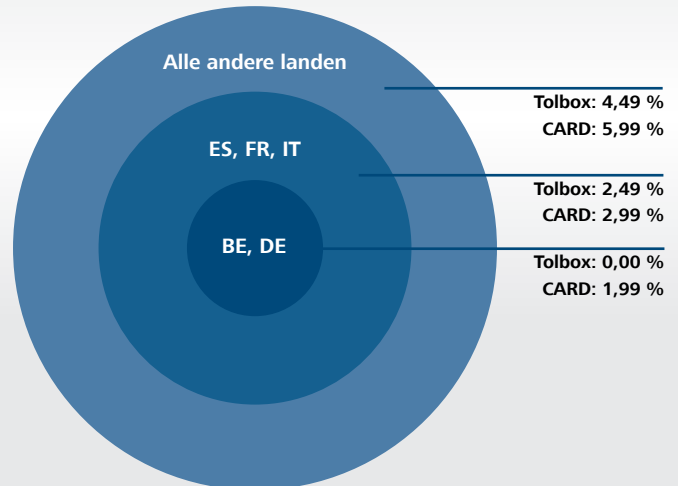 Alle andere landen
Tolbox: 4,49 %
CARD: 5,99 %
ES, FR, IT
Tolbox: 2,49 %
CARD: 2,99 %
BE, DE
Tolbox: 0,00 %
CARD: 1,99 %